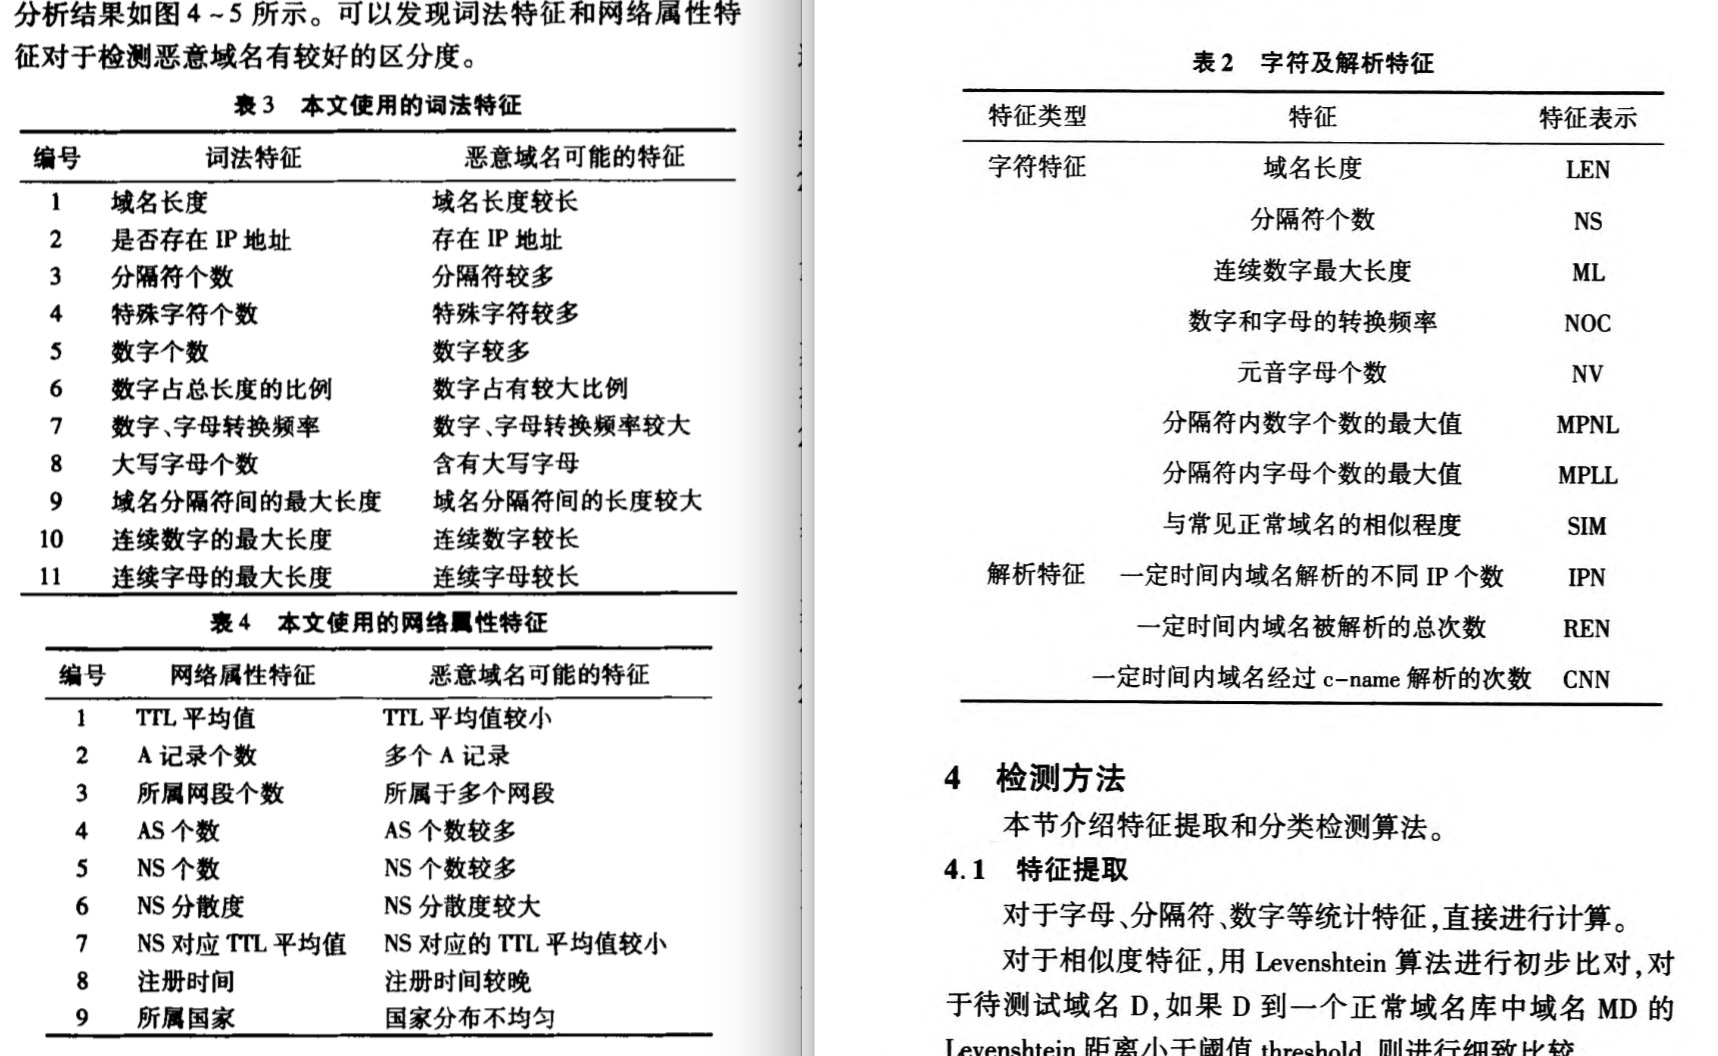 分析结果如图 4 ~ 5 所示。可以发现词法特征和网络属性特
征对于检测恶意域名有较好的区分度。
表 3 本文使用的词法特征
编号 词法特征 恶意域名可能的特征
1 域名长度 域名长度较长
2 是否存在 IP 地址 存在 IP 地址
3 分隔符个数 分隔符较多
4 特殊字符个数 特殊字符较多
5 数字个数 数字较多
6 数字占总长度的比例 数字占有较大比例
7 数字、字母转换频率 数字、字母转换频率较大
8 大写字母个数 含有大写字母
9 域名分隔符间的最大长度 域名分隔符间的长度较大
10 连续数字的最大长度 连续数字较长
11 连续字母的最大长度 连续字母较长
表 4 本文使用的网络属性特征
编号 网络属性特征 恶意域名可能的特征
1 TTL 平均值 TTL 平均值较小
2 A 记录个数 多个 A 记录
3 所属网段个数 所属于多个网段
4 AS 个数 AS 个数较多
5 NS 个数 NS 个数较多
6 NS 分散度 NS 分散度较大
7 NS 对应 TTL 平均值 NS 对应的 TTL 平均值较小
8 注册时间 注册时间较晚
9 所属国家 国家分布不均匀
表 2 字符及解析特征
特征类型 特征 特征表示
字符特征 域名长度 LEN
分隔符个数 NS
连续数字最大长度 ML
数字和字母的转换频率 NOC
元音字母个数 NV
分隔符内数字个数的最大值 MPNL
分隔符内字母个数的最大值 MPLL
与常见正常域名的相似程度 SIM
解析特征 一定时间内域名解析的不同 IP 个数 IPN
一定时间内域名被解析的总次数 REN
一定时间内域名经过 c-name 解析的次数 CNN
4 检测方法
本节介绍特征提取和分类检测算法。
4.1 特征提取
对于字母、分隔符、数字等统计特征,直接进行计算。
对于相似度特征,用 Levenshtein 算法进行初步比对,对
于待测试域名 D,如果 D 到一个正常域名库中域名 MD 的
Levenshtein 距离小于阈值 threshold,则进行细致比较